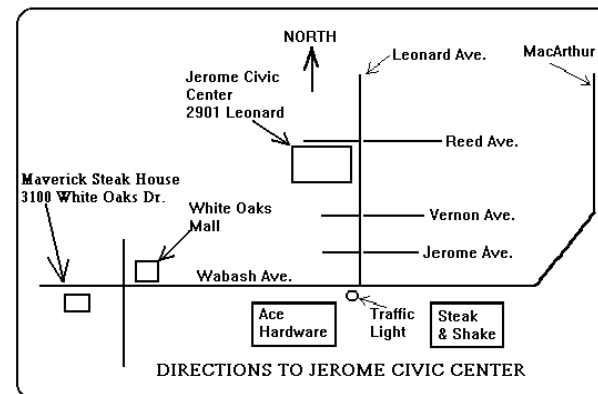 NORTH
Leonard Ave.
MacArthur
Jerome Civic
Center
2901 Leonard
Reed Ave.
Maverick Steak House
3100 White Oaks Dr.
White Oaks
Mall
Vernon Ave.
Jerome Ave.
Wabash Ave.
Ace
Hardware
Traffic
Light
Steak
& Shake
DIRECTIONS TO JEROME CIVIC CENTER